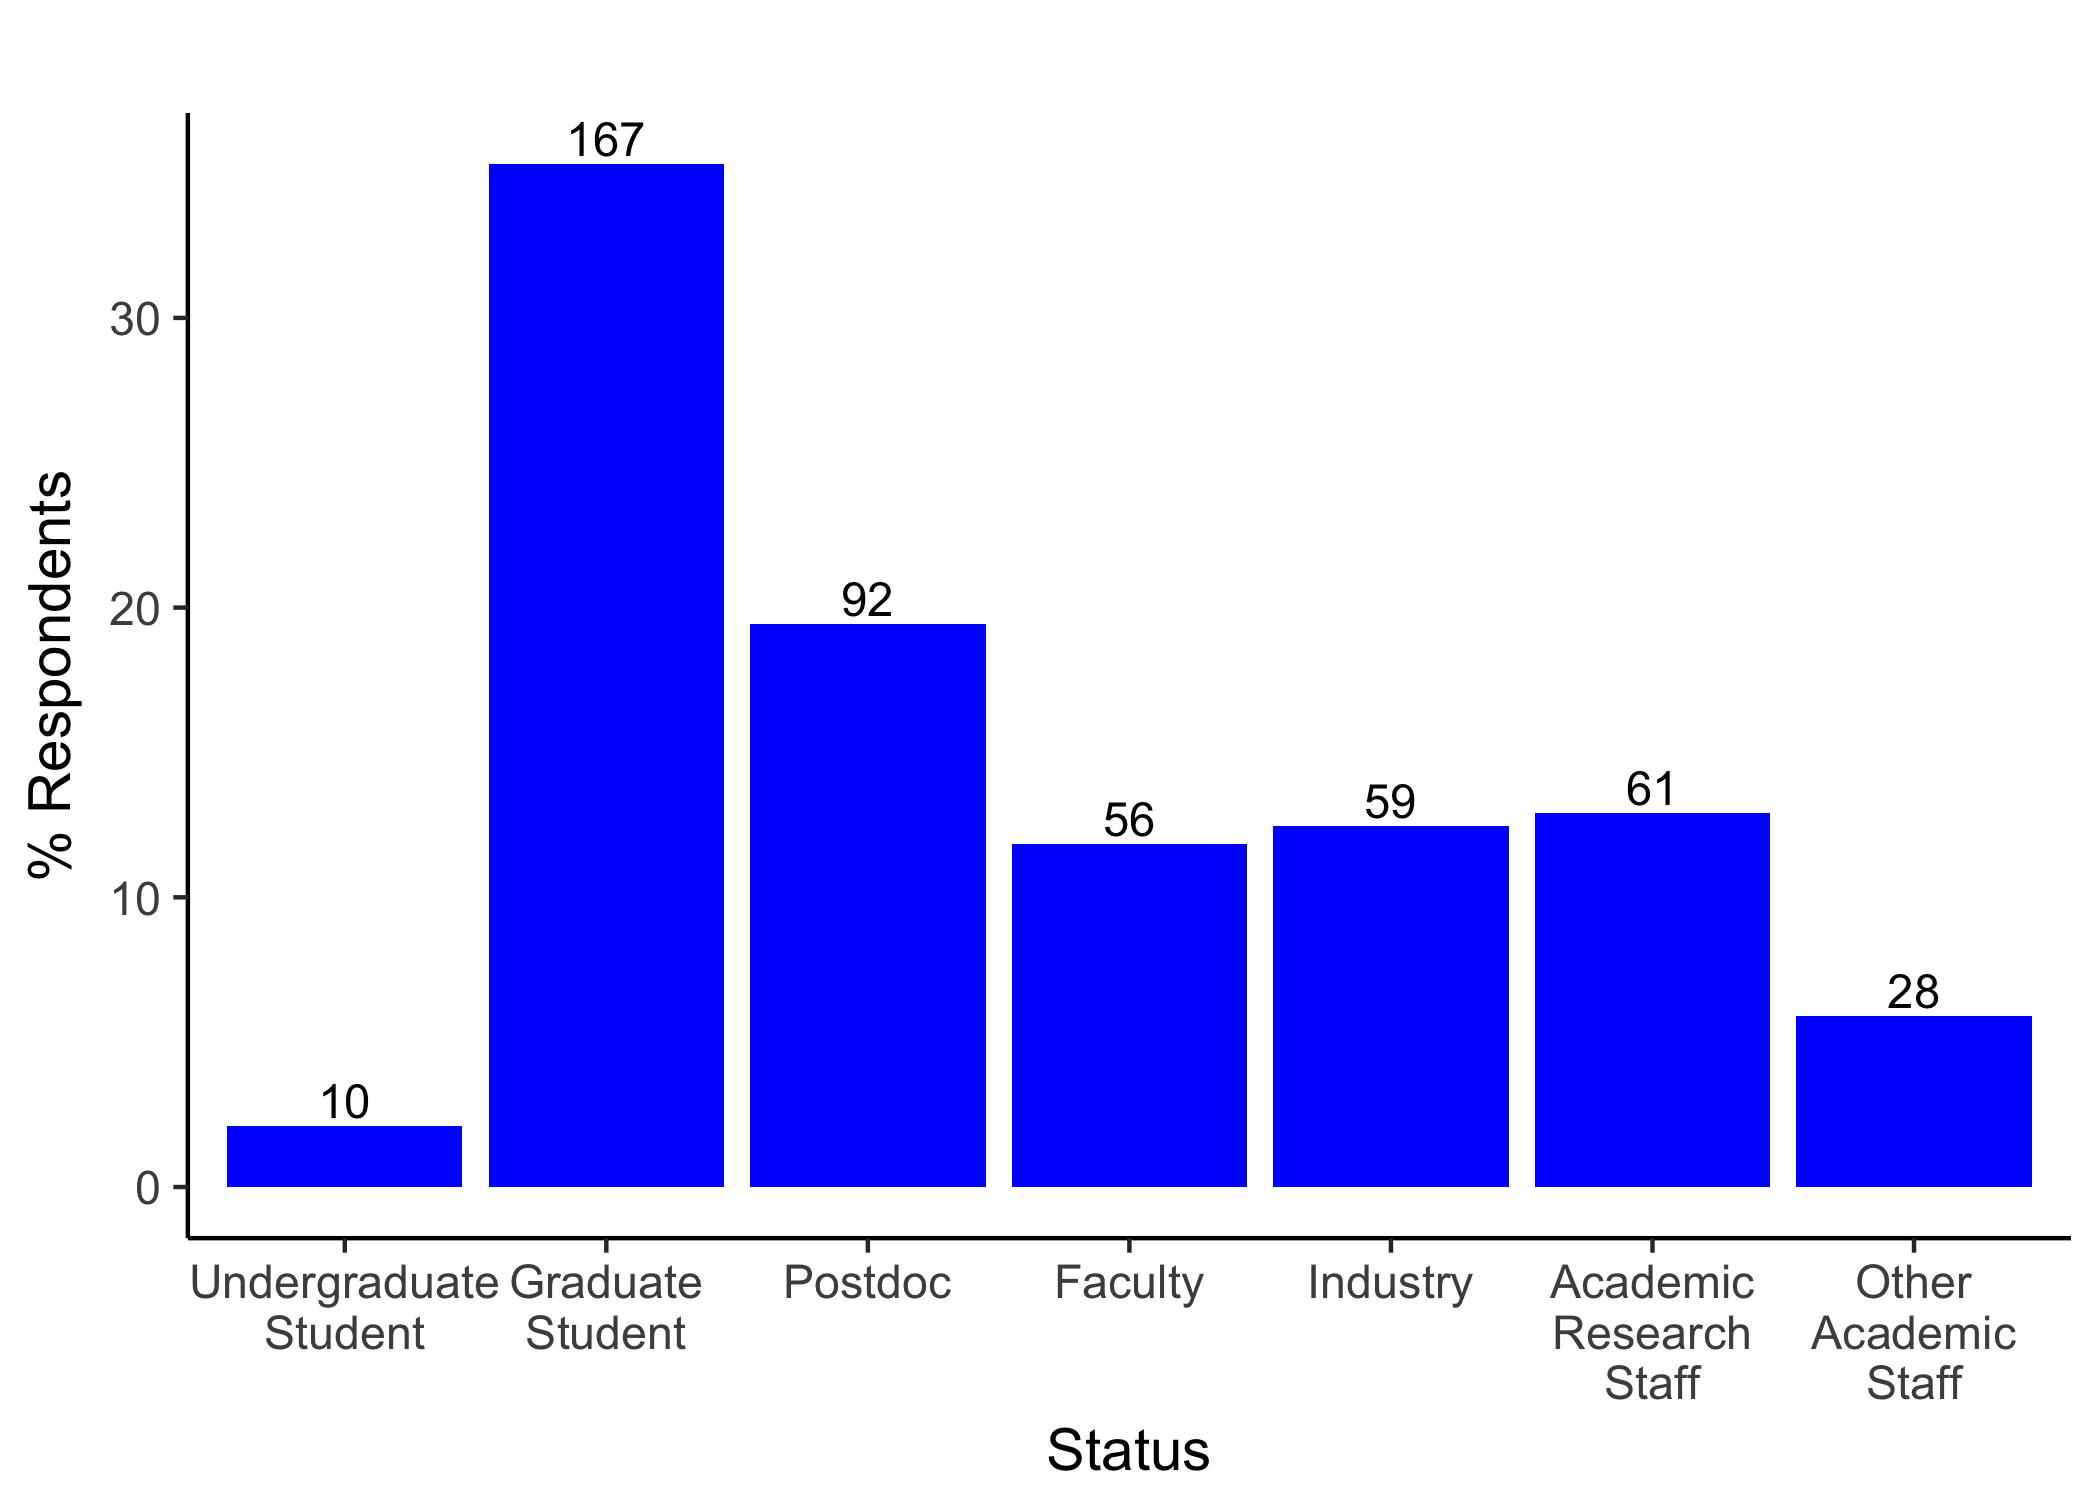 167
30
92
20
61
59
56
10
28
10
0
% Respondents
Undergraduate Student
Graduate Student
Postdoc
Faculty
Industry
Academic Research Staff
Other Academic Staff
Status